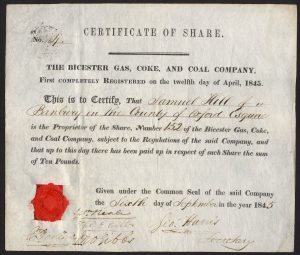 No.
CERTIFICATE OF SHARE.
THE BICESTER GAS, COKE, AND COAL COMPANY,
First COMPLETELY REGISTERED on the twelfth day of April, 1845.
This is to Certify, That Samuel Hill of
in the County of Oxford Esquire
is the Proprietor of the Share, Number 152 of the Bicester Gas, Coke,
and Coal Company, subject to the Regulations of the said Company, and
that up to this day there has been paid up in respect of such Share the sum
of Ten Pounds.
Given under the Common Seal of the said Company
the Sixth day of September in the year 1845
Geo Harris
Secretary